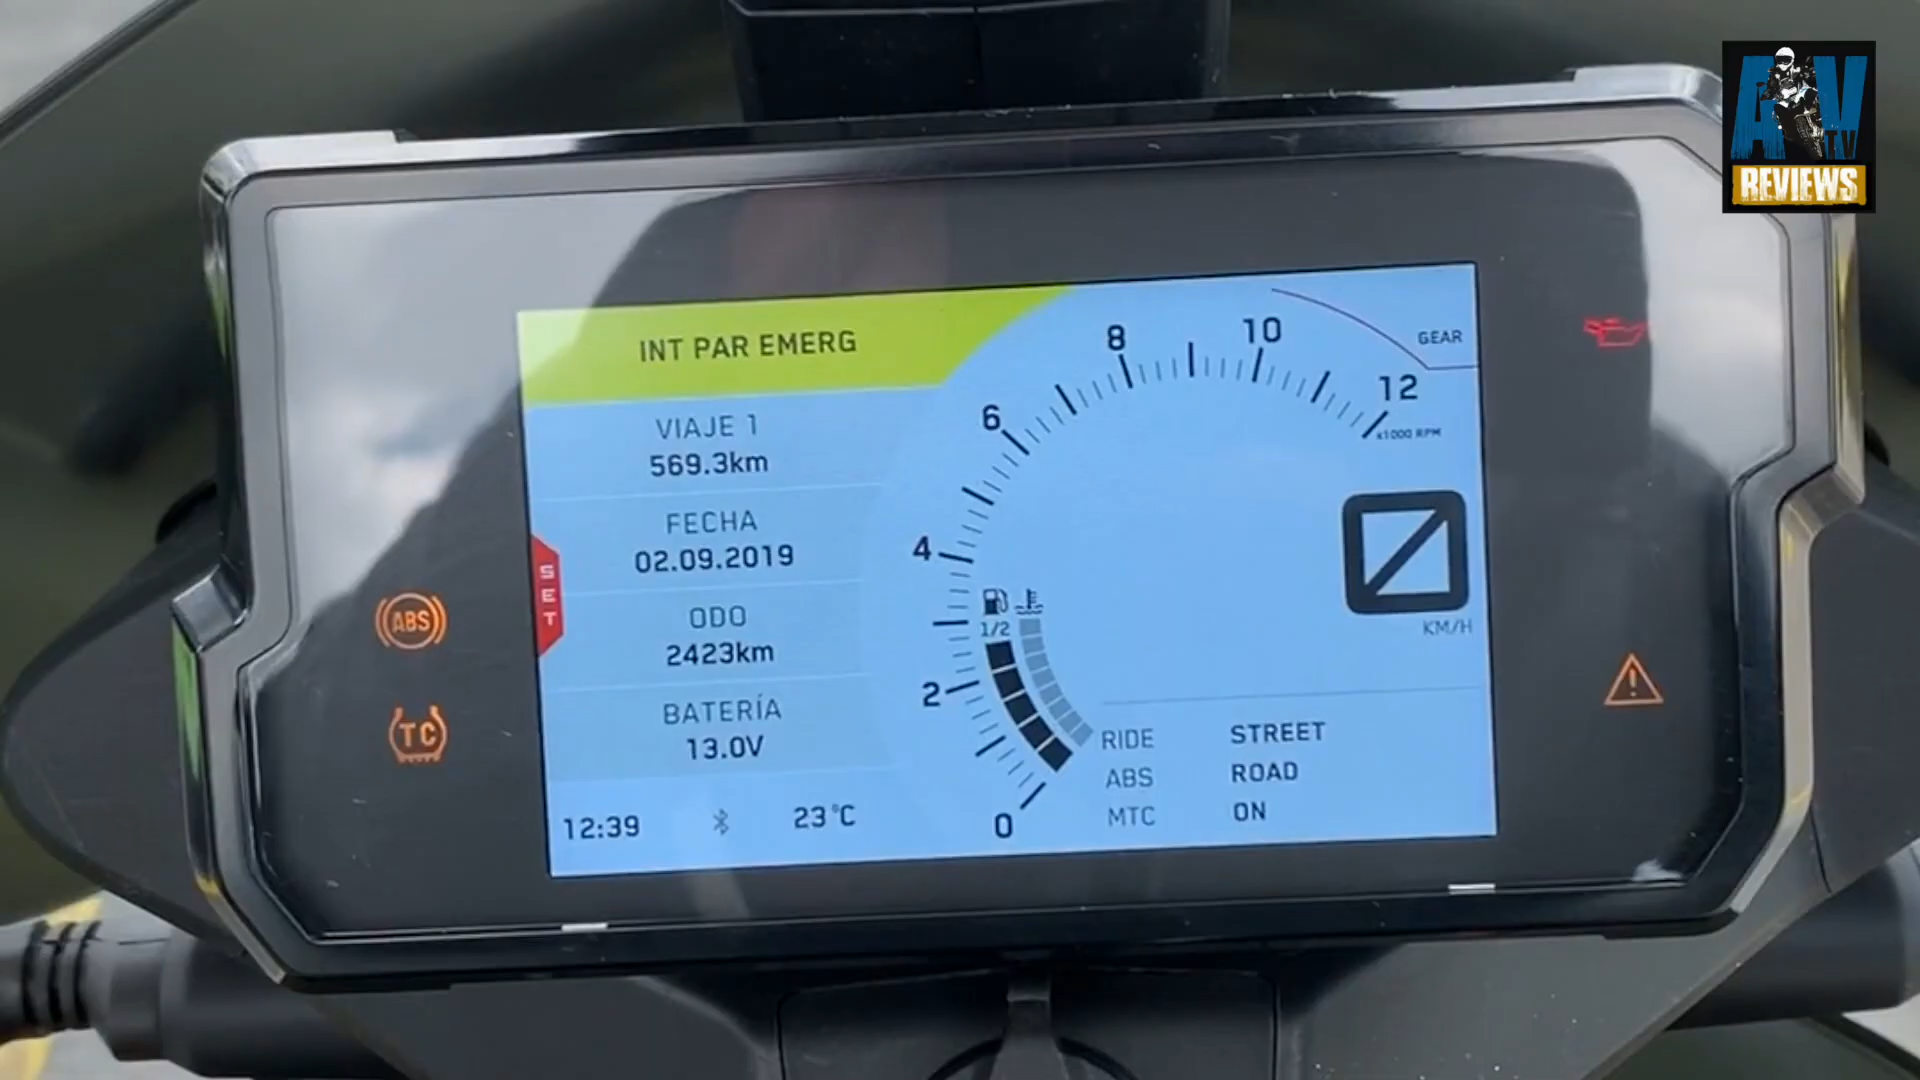 AV
TV
REVIEWS
INT PAR EMERG
VIAJE 1
569.3km
FECHA
02.09.2019
ODO
2423km
BATERÍA
13.0V
12:39
23°C
SET
ABS
TC
0
2
4
6
8
10
12
x1000 RPM
GEAR
1/2
KM/H
RIDE STREET
ABS ROAD
MTC ON